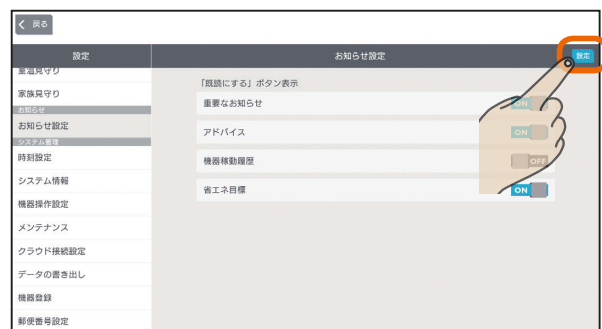 戻る
設定
お知らせ設定
設定
室温見守り
家族見守り
お知らせ
お知らせ設定
システム管理
時刻設定
システム情報
機器操作設定
メンテナンス
クラウド接続設定
データの書き出し
機器登録
郵便番号設定
「既読にする」ボタン表示
重要なお知らせ
ON
アドバイス
ON
機器稼動履歴
OFF
省エネ目標
ON